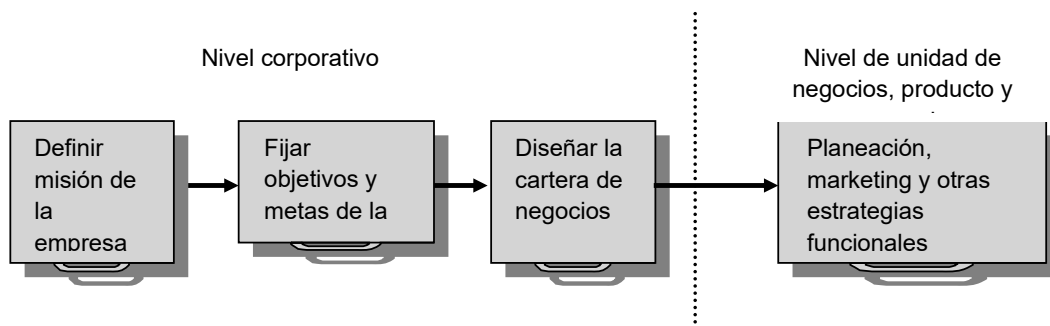 Nivel corporativo
Nivel de unidad de
negocios, producto y
Definir
misión de
la
empresa
Fijar
objetivos y
metas de la
Diseñar la
cartera de
negocios
Planeación,
marketing y otras
estrategias
funcionales